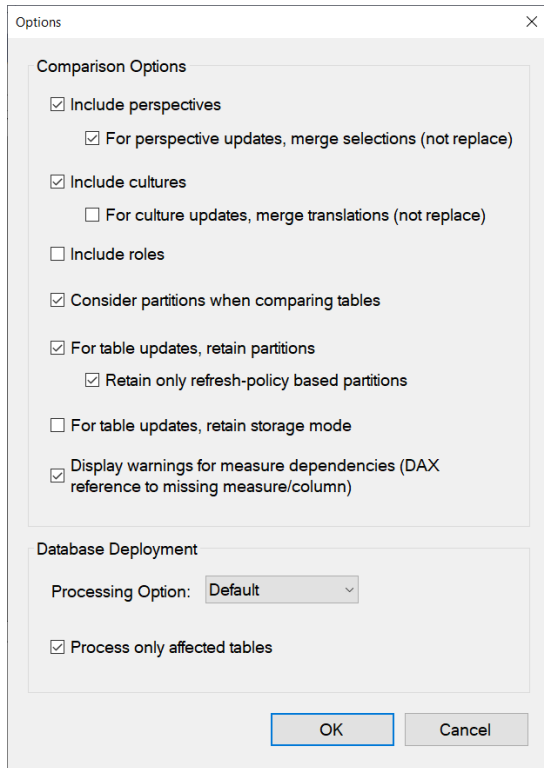 Options
Comparison Options
Include perspectives
For perspective updates, merge selections (not replace)
Include cultures
For culture updates, merge translations (not replace)
Include roles
Consider partitions when comparing tables
For table updates, retain partitions
Retain only refresh-policy based partitions
For table updates, retain storage mode
Display warnings for measure dependencies (DAX
reference to missing measure/column)
Database Deployment
Processing Option: Default
Process only affected tables
OK Cancel